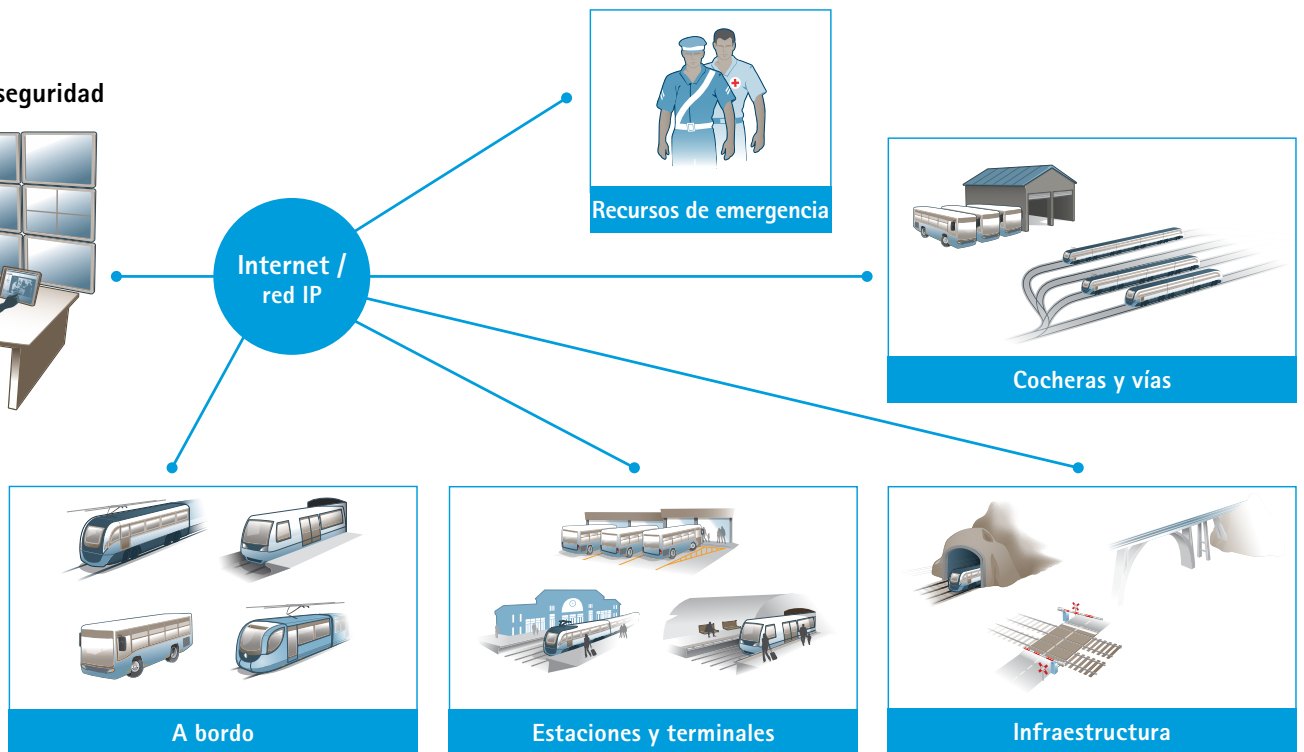 seguridad
Internet /
red IP
Recursos de emergencia
Cocheras y vías
A bordo
Estaciones y terminales
Infraestructura